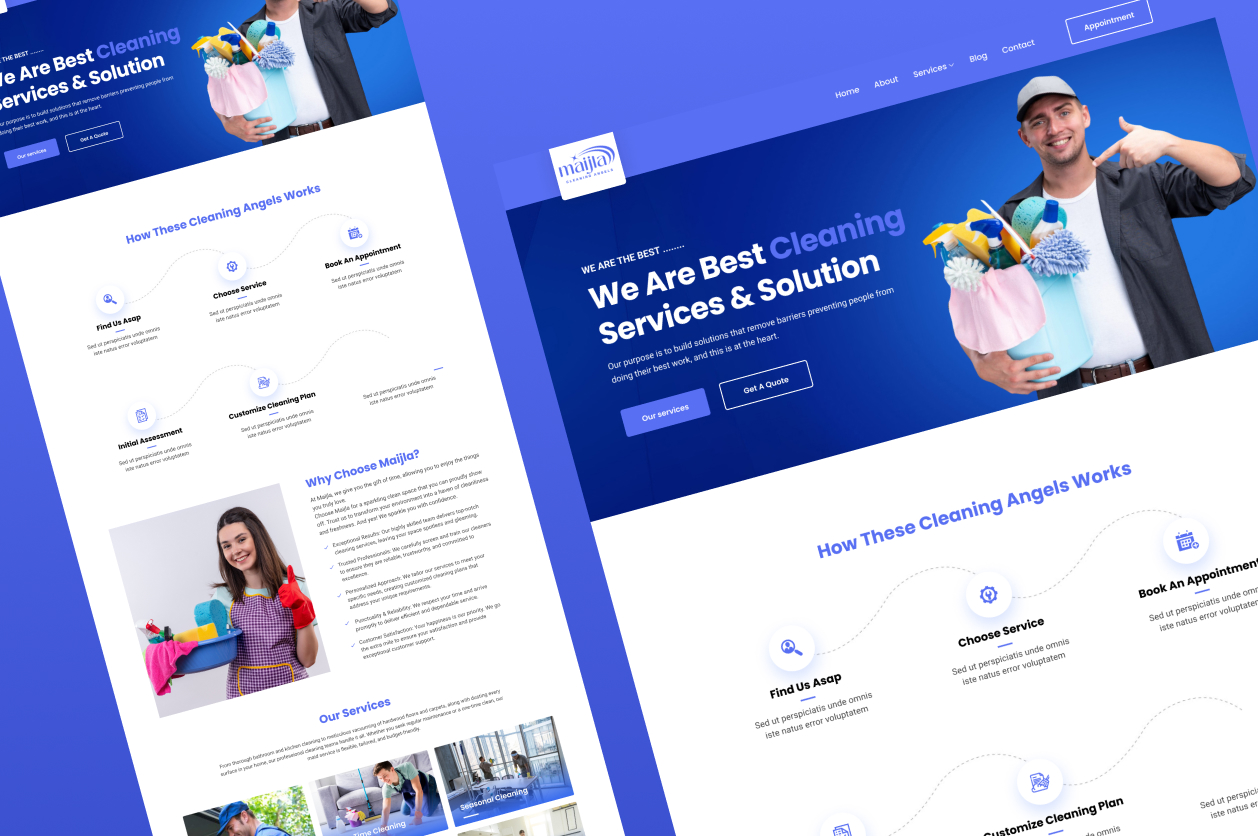 THE BEST ........
We Are Best Cleaning
Services & Solution
our purpose is to build solutions that remove barriers preventing people from
doing their best work, and this is at the heart.
Our services
Get A Quote
How These Cleaning Angels Works
Find Us Asap
Sed ut perspiciatis unde omnis
iste natus error voluptatem
Choose Service
Sed ut perspiciatis unde omnis
iste natus error voluptatem
Book An Appointment
Sed ut perspiciatis unde omnis
iste natus error voluptatem
Initial Assessment
Sed ut perspiciatis unde omnis
iste natus error voluptatem
Customize Cleaning Plan
Sed ut perspiciatis unde omnis
iste natus error voluptatem
Sed ut perspiciatis unde omnis
iste natus error voluptatem
Why Choose Maijla?
At Maijla, we give you the gift of time, allowing you to enjoy the things
you truly love.
Choose Maijla for a sparkling clean space that you can proudly show
off. Trust us to transform your environment into a haven of cleanliness
and freshness. And yes! We sparkle you with confidence.
Exceptional Results: Our highly skilled team delivers top-notch
cleaning services, leaving your space spotless and gleaming.
Trusted Professionals: We carefully screen and train our cleaners
to ensure they are reliable, trustworthy, and committed to
excellence.
Personalized Approach: We tailor our services to meet your
specific needs, creating customized cleaning plans that
address your unique requirements.
Punctuality & Reliability: We respect your time and arrive
promptly to deliver efficient and dependable service.
Customer Satisfaction: Your happiness is our priority. We go
the extra mile to ensure your satisfaction and provide
exceptional customer support.
Our Services
From thorough bathroom and kitchen cleaning to meticulous vacuuming of hardwood floors and carpets, along with dusting every
surface in your home, our professional cleaning teams handle it all. Whether you seek regular maintenance or a one-time clean, our
maid service is flexible, tailored, and budget-friendly.
Time Cleaning
Seasonal Cleaning
maijla
CLEANING ANGELS
Home
About
Services
Blog
Contact
Appointment
WE ARE THE BEST ........
We Are Best Cleaning
Services & Solution
Our purpose is to build solutions that remove barriers preventing people from
doing their best work, and this is at the heart.
Our services
Get A Quote
How These Cleaning Angels Works
Find Us Asap
Sed ut perspiciatis unde omnis
iste natus error voluptatem
Choose Service
Sed ut perspiciatis unde omnis
iste natus error voluptatem
Book An Appointment
Sed ut perspiciatis unde
iste natus error voluptatem
Customize Cleaning Plan
Sed ut perspiciatis unde omnis
Sed ut perspiciatis
iste natus